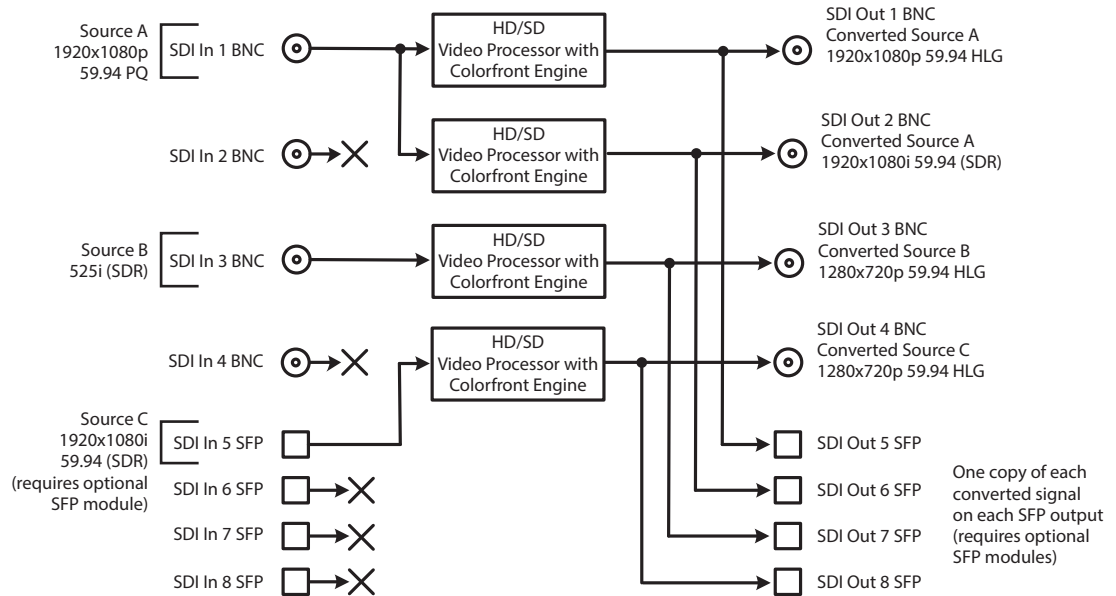 Source A
1920x1080p
59.94 PQ
SDI In 1 BNC
HD/SD
Video Processor with
Colorfront Engine
SDI Out 1 BNC
Converted Source A
1920x1080p 59.94 HLG
SDI In 2 BNC
HD/SD
Video Processor with
Colorfront Engine
SDI Out 2 BNC
Converted Source A
1920x1080i 59.94 (SDR)
Source B
525i (SDR)
SDI In 3 BNC
HD/SD
Video Processor with
Colorfront Engine
SDI Out 3 BNC
Converted Source B
1280x720p 59.94 HLG
SDI In 4 BNC
HD/SD
Video Processor with
Colorfront Engine
SDI Out 4 BNC
Converted Source C
1280x720p 59.94 HLG
Source C
1920x1080i
59.94 (SDR)
(requires optional
SFP module)
SDI In 5 SFP
SDI In 6 SFP
SDI In 7 SFP
SDI In 8 SFP
SDI Out 5 SFP
SDI Out 6 SFP
SDI Out 7 SFP
SDI Out 8 SFP
One copy of each
converted signal
on each SFP output
(requires optional
SFP modules)